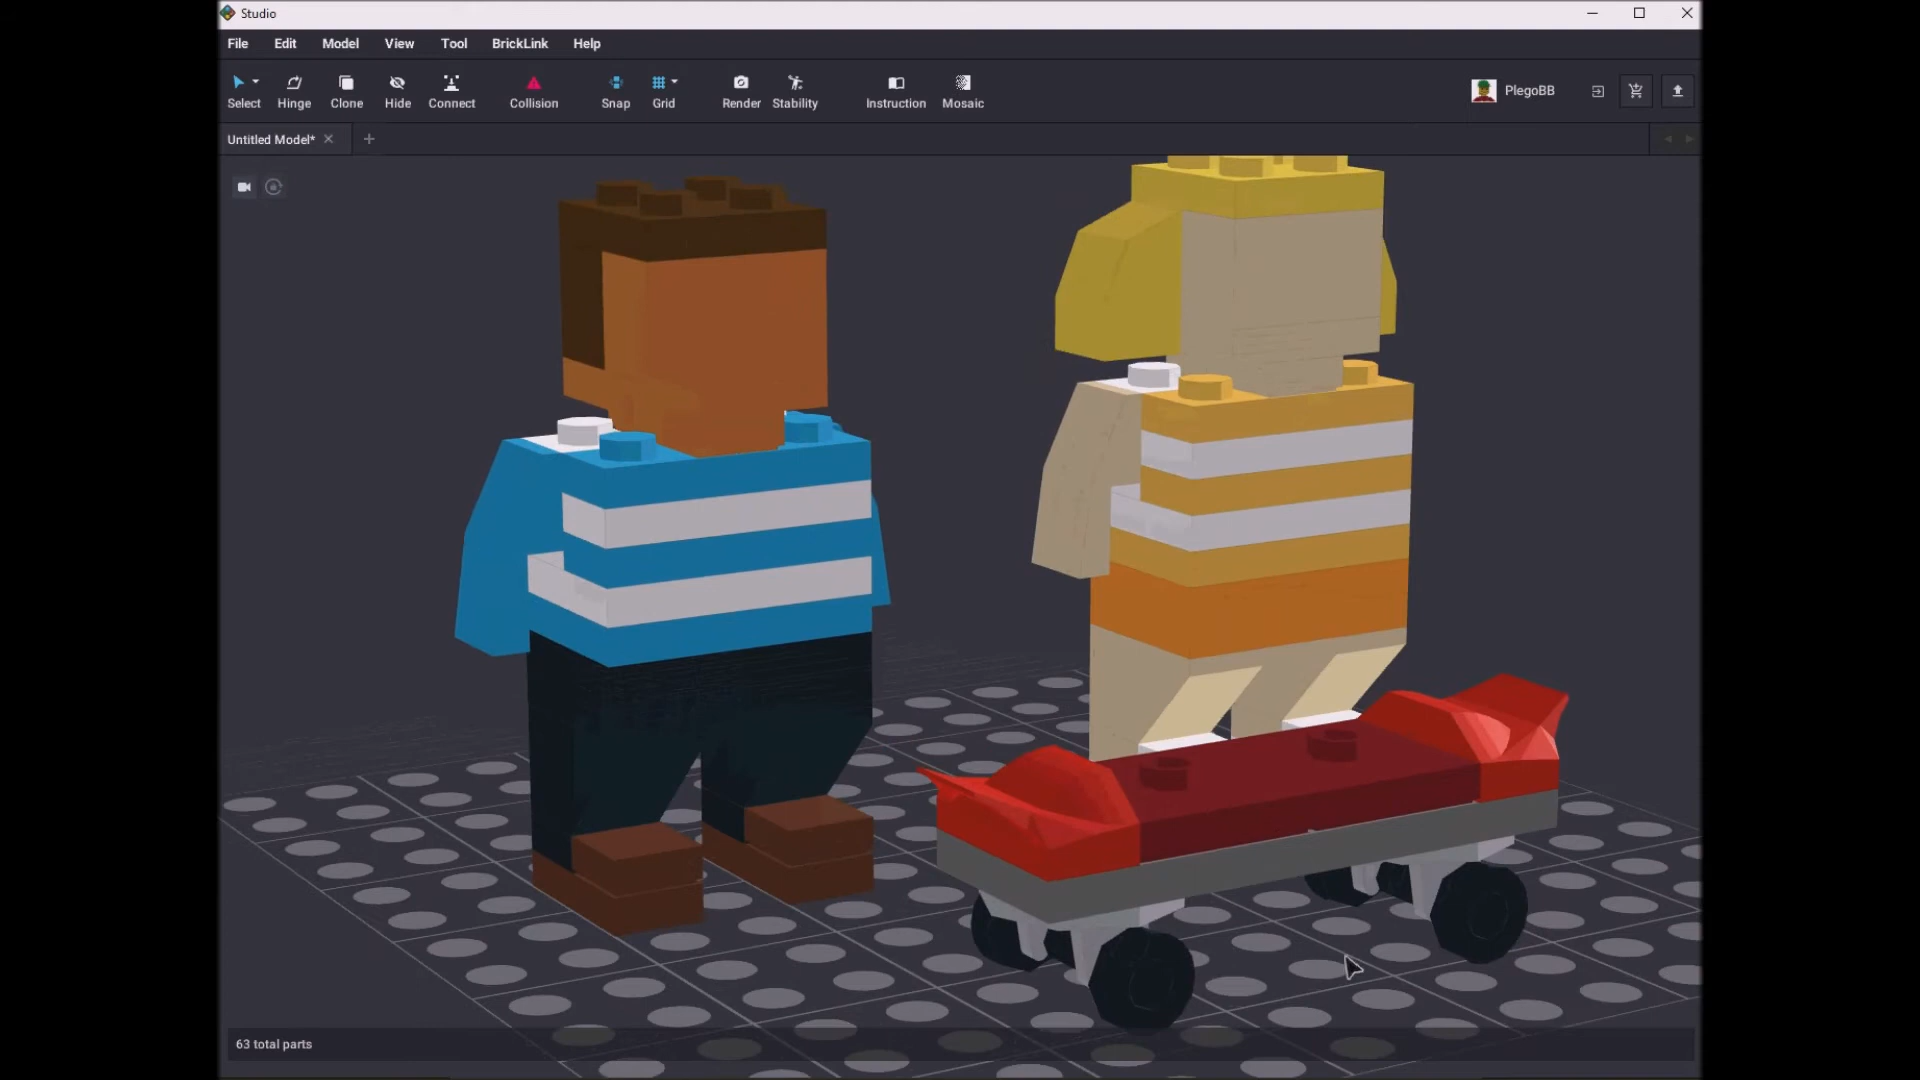 Studio
File Edit Model View Tool BrickLink Help
Select Hinge Clone Hide Connect Collision Snap Grid Render Stability Instruction Mosaic PlegoBB
Untitled Model*
63 total parts